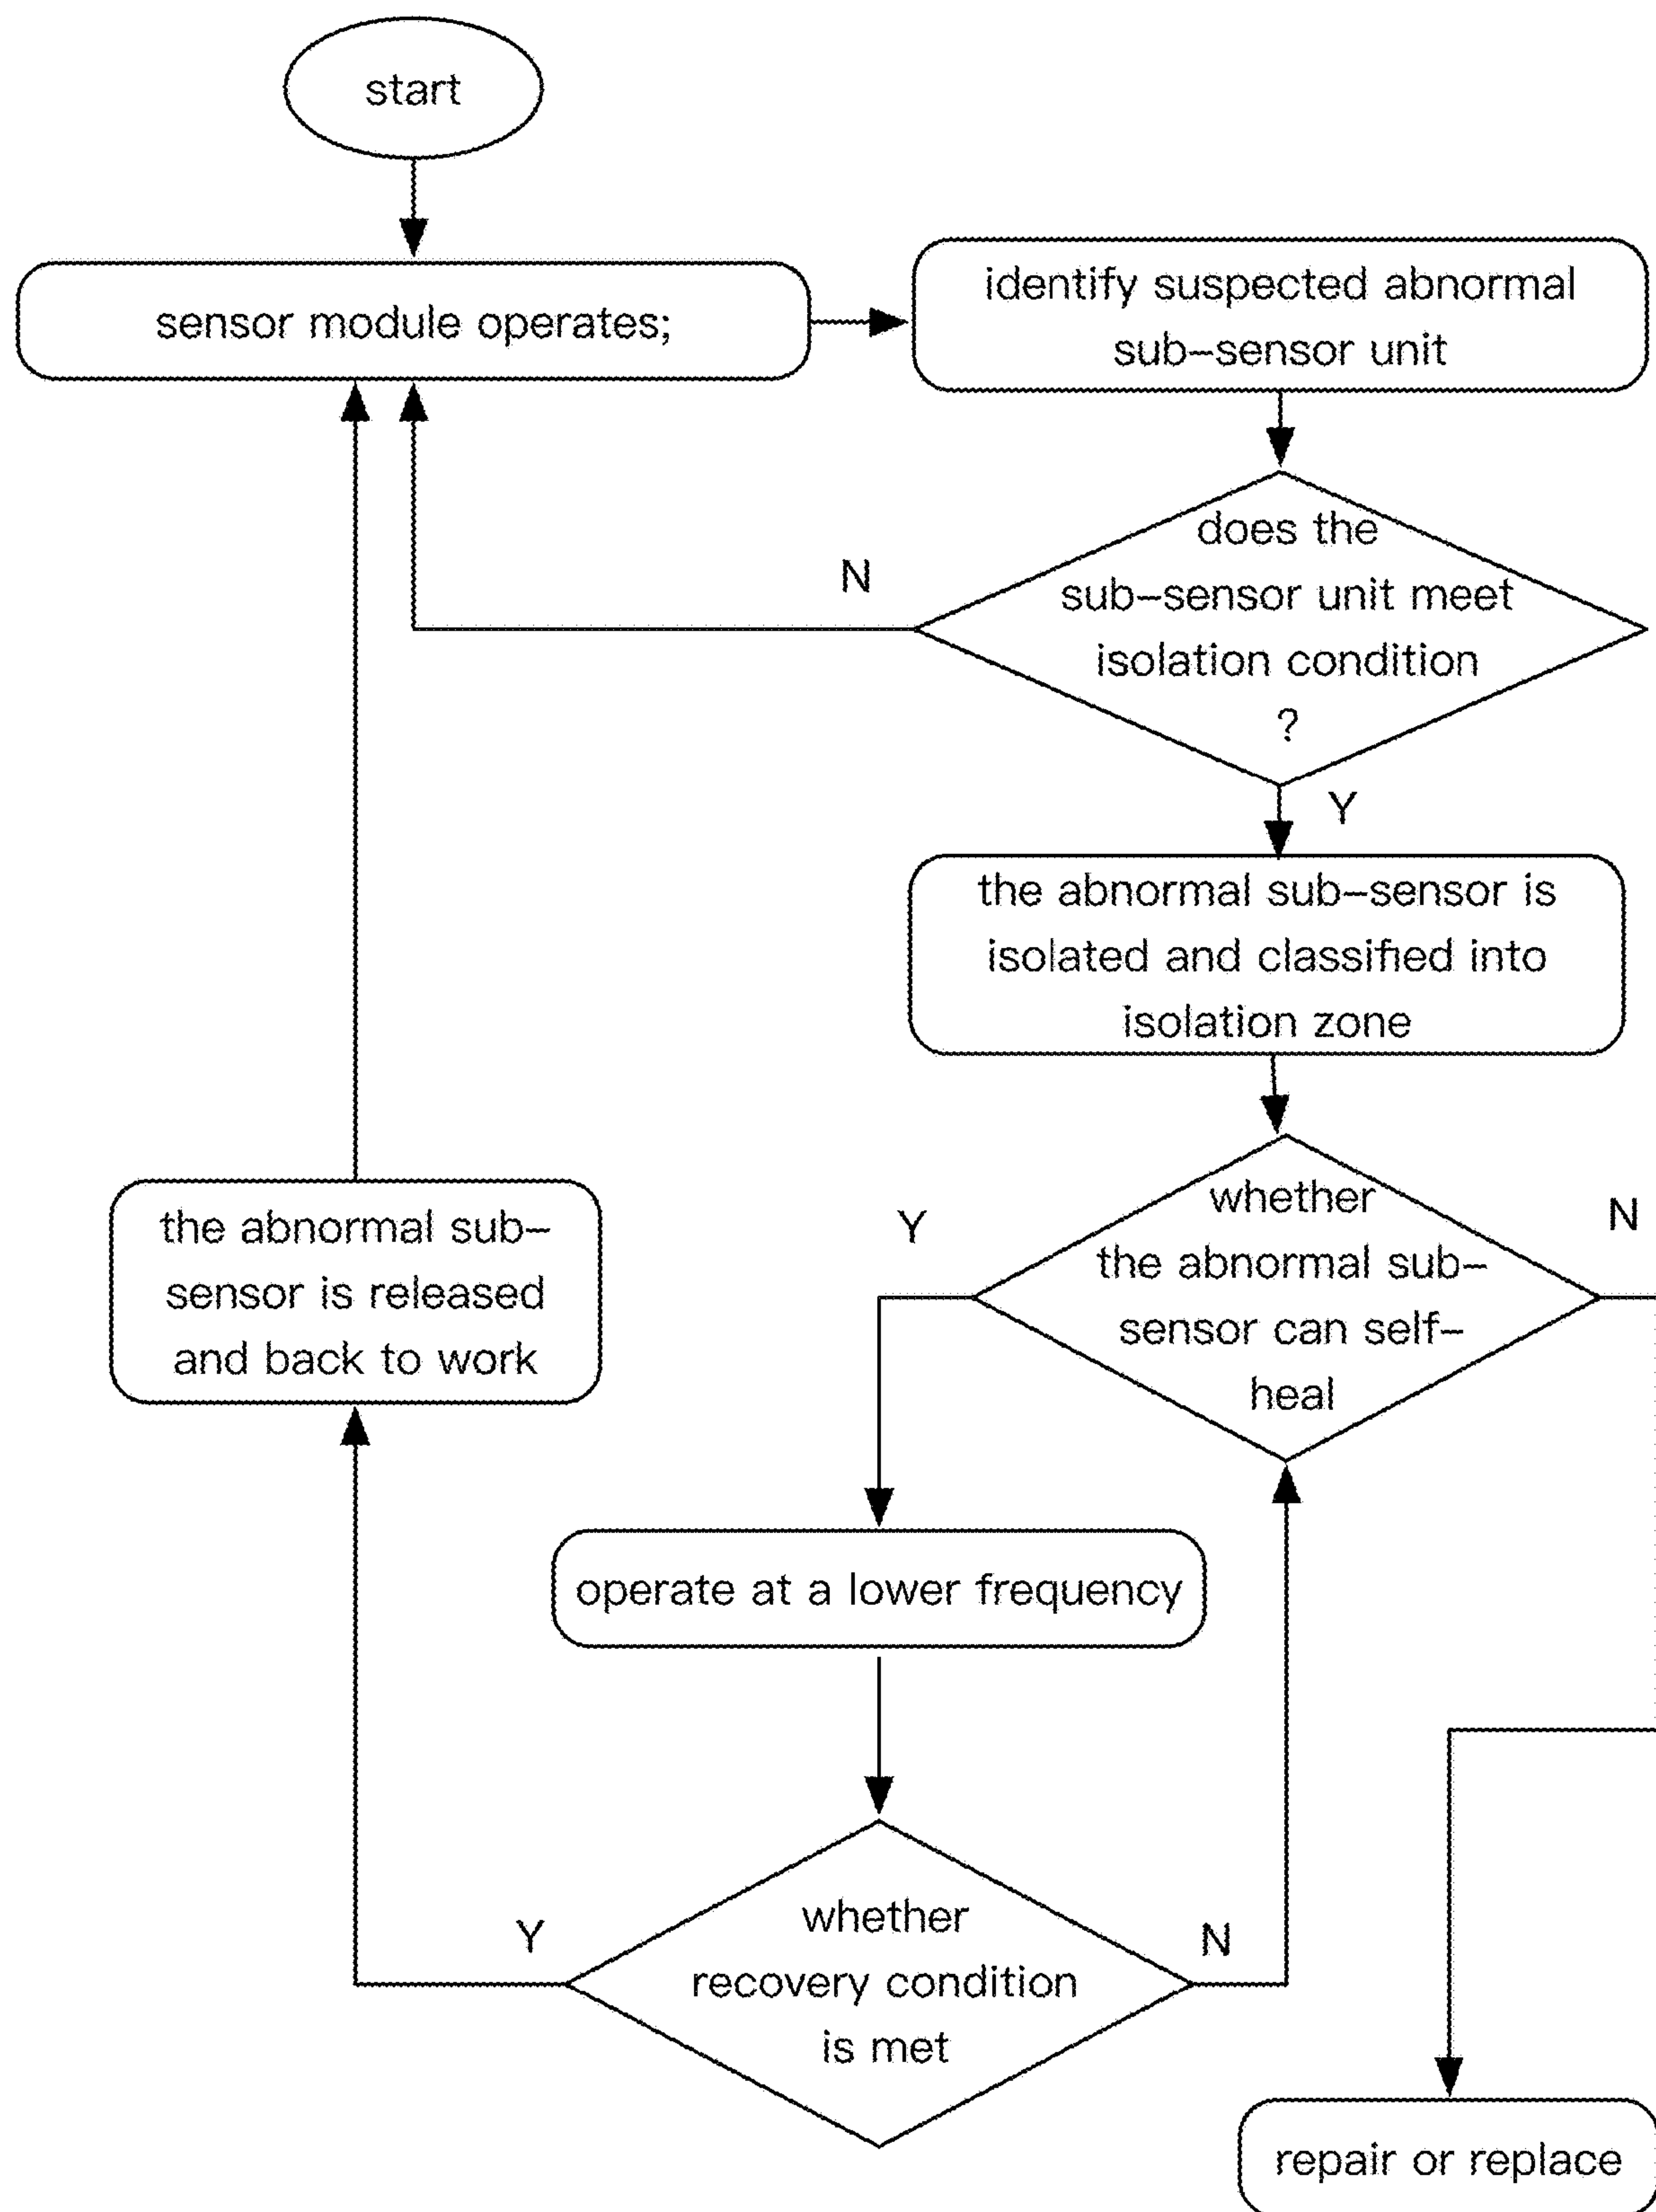 start
sensor module operates;
identify suspected abnormal
sub-sensor unit
does the
sub-sensor unit meet
isolation condition
?
N
Y
the abnormal sub-sensor is
isolated and classified into
isolation zone
whether
the abnormal sub-
sensor can self-
heal
Y
N
the abnormal sub-
sensor is released
and back to work
operate at a lower frequency
whether
recovery condition
is met
Y
N
repair or replace